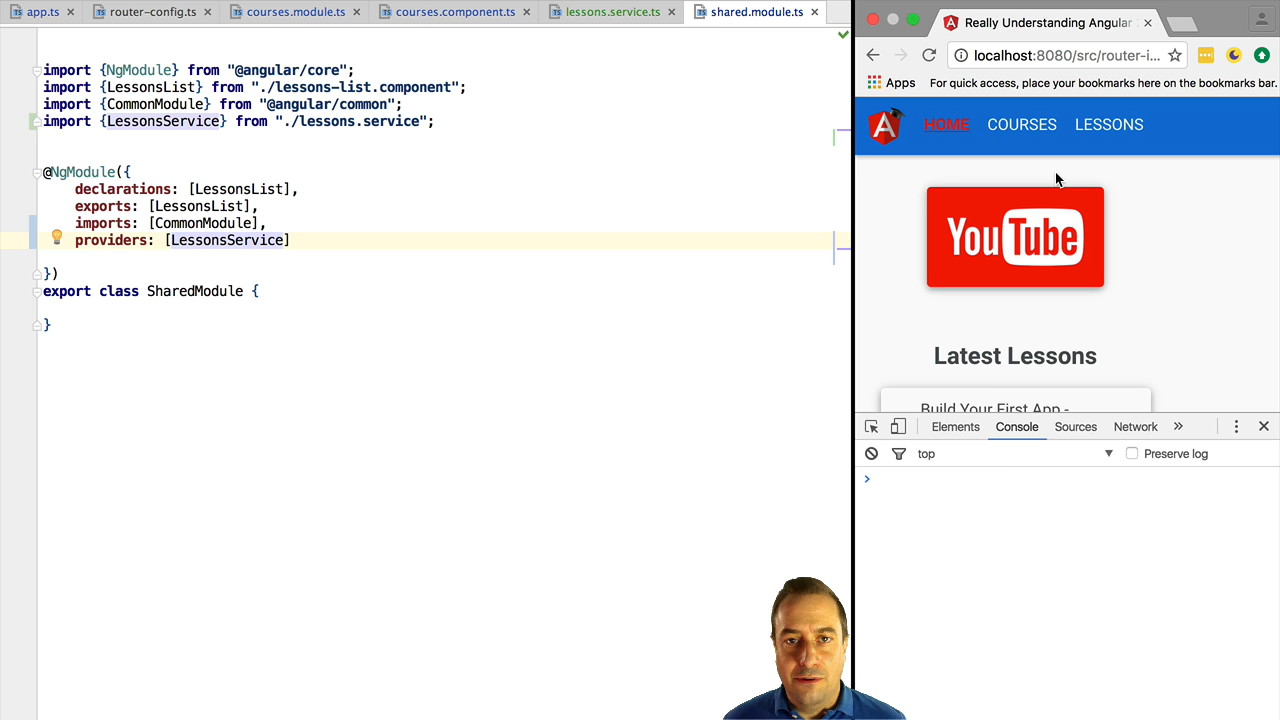 app.ts router-config.ts courses.module.ts courses.component.ts lessons.service.ts shared.module.ts
import {NgModule} from "@angular/core";
import {LessonsList} from "./lessons-list.component";
import {CommonModule} from "@angular/common";
import {LessonsService} from "./lessons.service";
@NgModule({
declarations: [LessonsList],
exports: [LessonsList],
imports: [CommonModule],
providers: [LessonsService]
})
export class SharedModule {
}
Really Understanding Angular
localhost:8080/src/router-i...
Apps For quick access, place your bookmarks here on the bookmarks bar.
HOME COURSES LESSONS
YouTube
Latest Lessons
Build Your First App -
Elements Console Sources Network »
top Preserve log